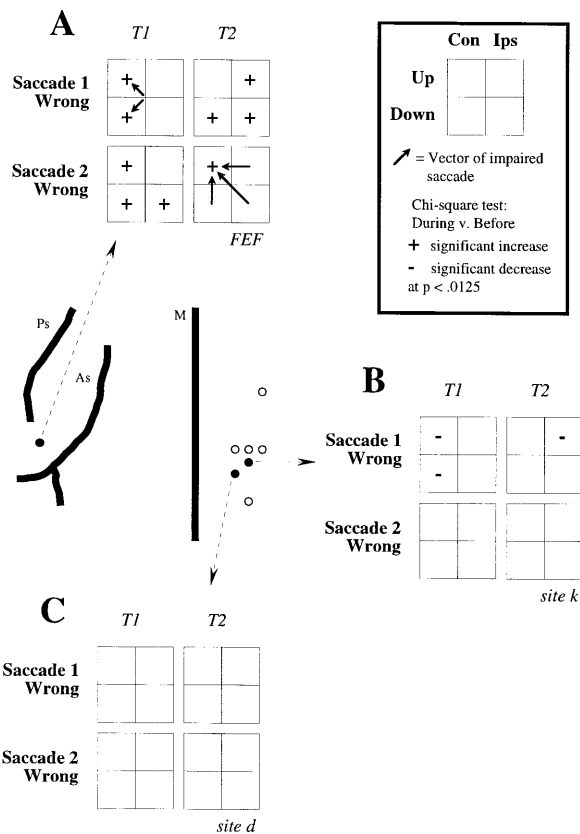 A
T1 T2
Saccade 1
Wrong
+ +
+ + +
Saccade 2
Wrong
+ +
+ +
FEF
Con Ips
Up
Down
= Vector of impaired
saccade
Chi-square test:
During v. Before
+ significant increase
- significant decrease
at p < .0125
Ps
As
M
B
T1 T2
Saccade 1
Wrong
- -
-
Saccade 2
Wrong
site k
C
T1 T2
Saccade 1
Wrong
Saccade 2
Wrong
site d